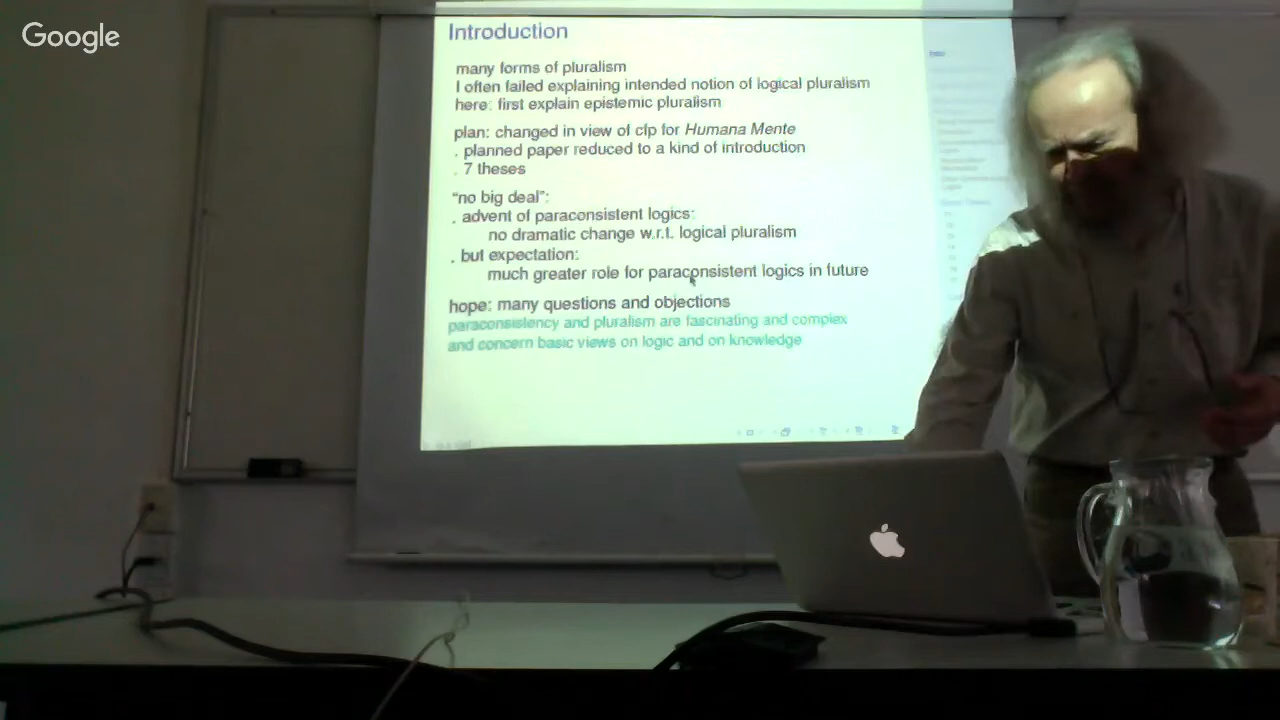 Google
Introduction
many forms of pluralism
I often failed explaining intended notion of logical pluralism
here: first explain epistemic pluralism
plan: changed in view of cfp for Humana Mente
. planned paper reduced to a kind of introduction
. 7 theses
“no big deal”:
. advent of paraconsistent logics:
no dramatic change w.r.t. logical pluralism
. but expectation:
much greater role for paraconsistent logics in future
hope: many questions and objections
paraconsistency and pluralism are fascinating and complex
and concern basic views on logic and on knowledge